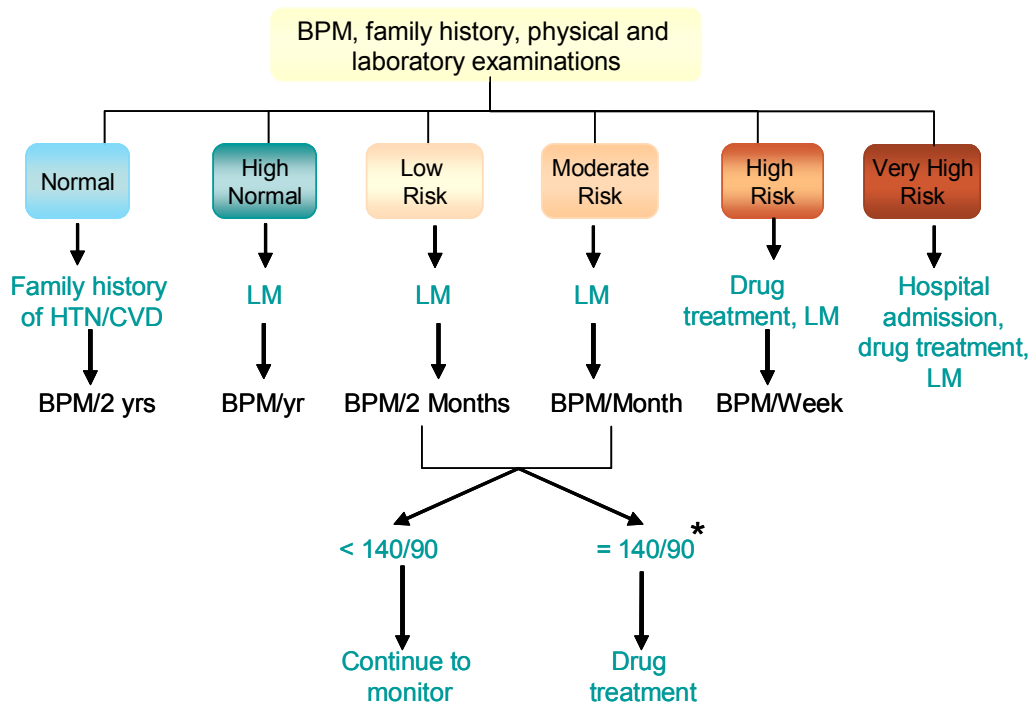 BPM, family history, physical and
laboratory examinations
Normal
High
Normal
Low
Risk
Moderate
Risk
High
Risk
Very High
Risk
Family history
of HTN/CVD
LM
LM
LM
Drug
treatment, LM
Hospital
admission,
drug treatment,
LM
BPM/2 yrs
BPM/yr
BPM/2 Months
BPM/Month
BPM/Week
< 140/90
= 140/90*
Continue to
monitor
Drug
treatment